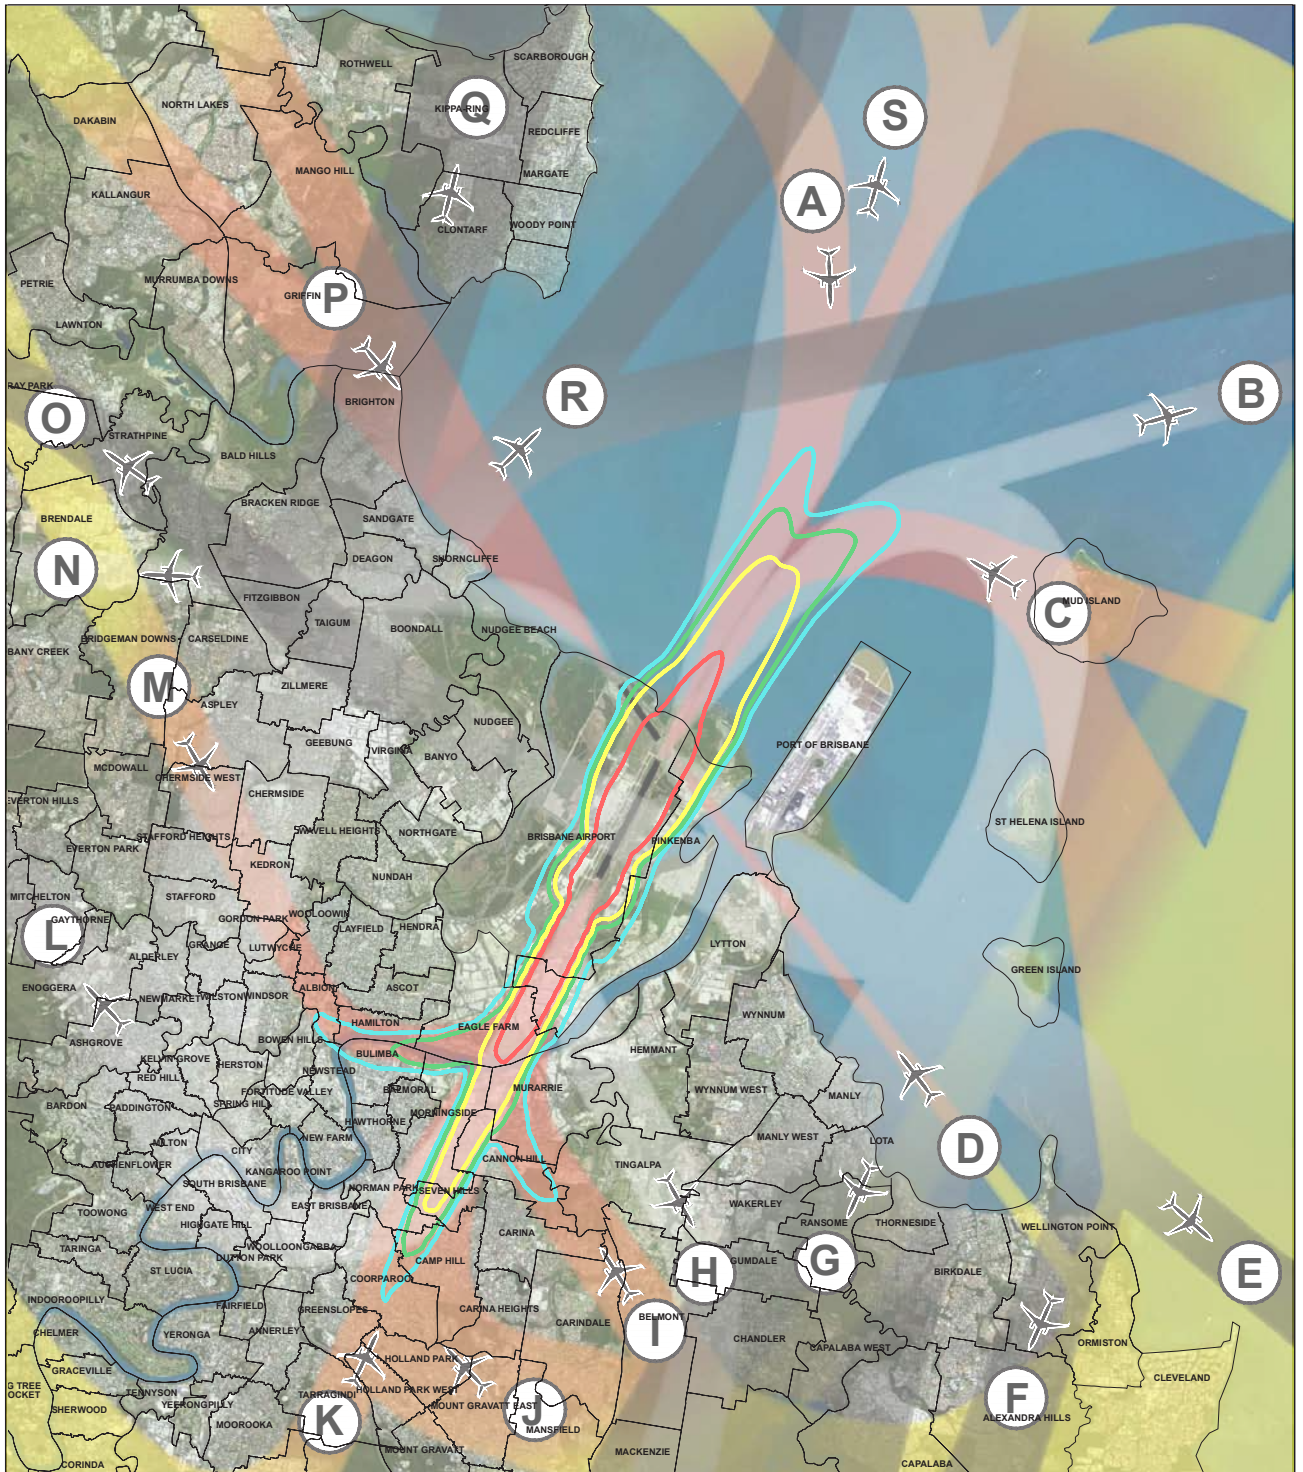 SCARBOROUGH
ROTHWELL
Q
KIPPA-RING
NORTH LAKES
S
DAKABIN
REDCLIFFE
MANGO HILL
MARGATE
KALLANGUR
A
WOODY POINT
CLONTARF
MURRUMBA DOWNS
PETRIE
GRIFFIN
P
LAWNTON
RAY PARK
R
B
BRIGHTON
O
STRATHPINE
BALD HILLS
BRACKEN RIDGE
BRENDALE
SANDGATE
DEAGON
SHORNCLIFFE
N
FITZGIBBON
MUD ISLAND
C
TAIGUM
BOONDALL
NUDGEE BEACH
BRIDGEMAN DOWNS
CARSELDINE
BANY CREEK
M
ZILLMERE
ASPLEY
NUDGEE
GEEBUNG
VIRGINIA
BANYO
PORT OF BRISBANE
MCDOWALL
CHERMSIDE WEST
CHERMSIDE
EVERTON HILLS
ST HELENA ISLAND
STAFFORD HEIGHTS
WAVELL HEIGHTS
NORTHGATE
BRISBANE AIRPORT
PINKENBA
EVERTON PARK
KEDRON
NUNDAH
MITCHELTON
STAFFORD
GAYTHORNE
L
GORDON PARK
WOOLOOWIN
CLAYFIELD
HENDRA
GRANGE
LUTWYCHE
LYTTON
ALDERLEY
GREEN ISLAND
ENOGGERA
ALBION
ASCOT
NEWMARKET
WILSTON
WINDSOR
WYNNUM
HAMILTON
EAGLE FARM
ASHGROVE
BOWEN HILLS
HEMMANT
KELVIN GROVE
HERSTON
BULIMBA
RED HILL
NEWSTEAD
FORTITUDE VALLEY
BALMORAL
MURARRIE
WYNNUM WEST
MANLY
BARDON
PADDINGTON
SPRING HILL
MORNINGSIDE
HAWTHORNE
MILTON
NEW FARM
MANLY WEST
LOTA
D
CITY
AUCHENFLOWER
KANGAROO POINT
CANNON HILL
TINGALPA
SOUTH BRISBANE
NORMAN PARK
SEVEN HILLS
WAKERLEY
TOOWONG
WEST END
EAST BRISBANE
HIGHGATE HILL
RANSOME
THORNESIDE
WELLINGTON POINT
CARINA
TARINGA
WOOLLOONGABBA
DUTTON PARK
CAMP HILL
H
GUMDALE
G
E
ST LUCIA
COORPAROO
BIRKDALE
INDOOROOPILLY
FAIRFIELD
GREENSLOPES
CARINA HEIGHTS
BELMONT
I
CARINDALE
CHELMER
YERONGA
ANNERLEY
CHANDLER
CAPALABA WEST
ORMISTON
HOLLAND PARK
GRACEVILLE
CLEVELAND
G TREE
OCKET
TENNYSON
TARRAGINDI
HOLLAND PARK WEST
F
SHERWOOD
YEERONGPILLY
MOUNT GRAVATT EAST
J
ALEXANDRA HILLS
MOOROOKA
K
MANSFIELD
MOUNT GRAVATT
MACKENZIE
CORINDA
CAPALABA